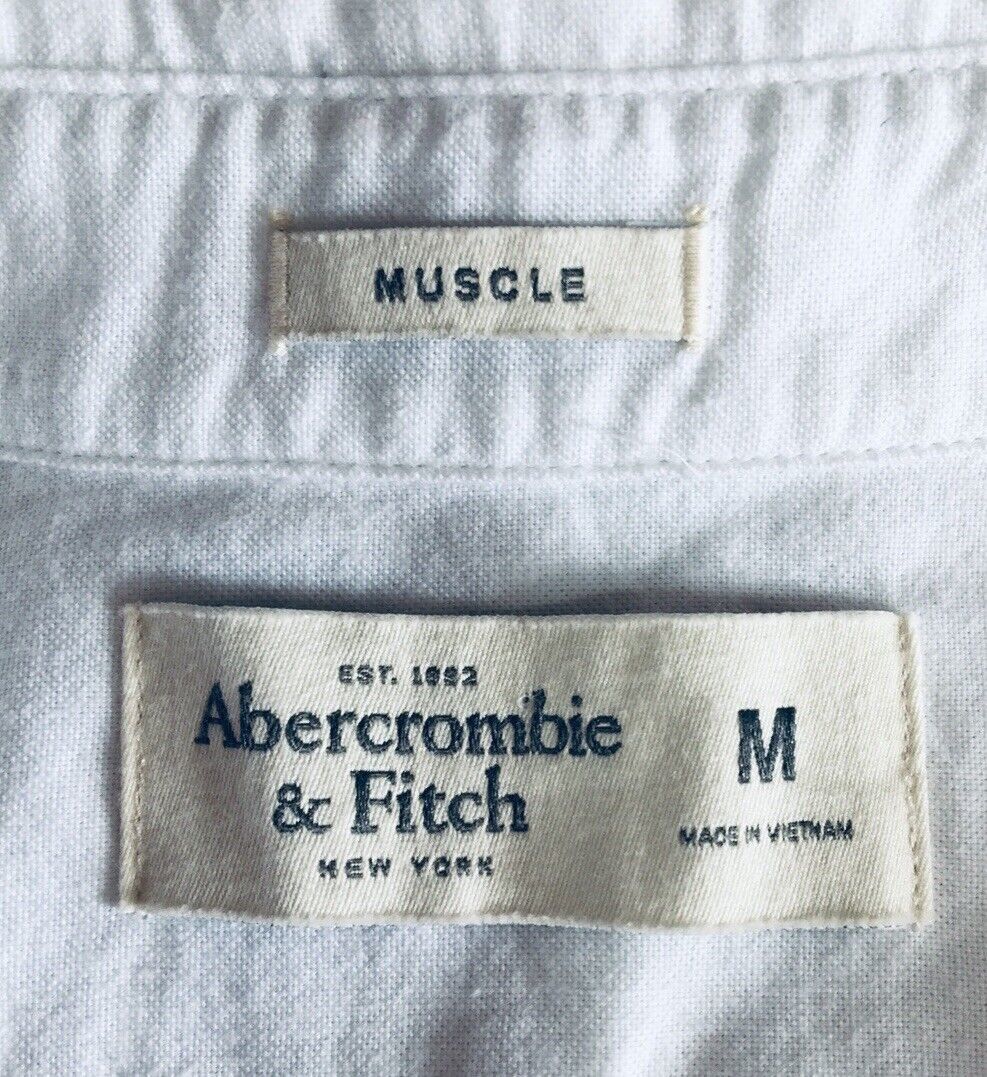 MUSCLE
EST. 1892
Abercrombie
& Fitch
NEW YORK
M
MADE IN VIETNAM